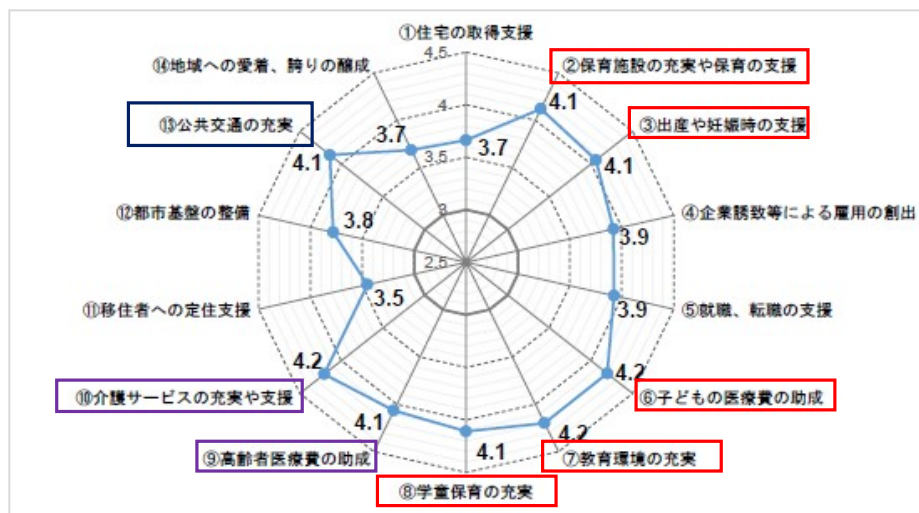 ①住宅の取得支援
4.5
⑭地域への愛着、誇りの醸成
②保育施設の充実や保育の支援
4.1
4
⑬公共交通の充実
③出産や妊娠時の支援
3.7
3.7
4.1
4.1
3.5
⑫都市基盤の整備
3.8
3
④企業誘致等による雇用の創出
3.9
2.5
3.5
3.9
⑪移住者への定住支援
⑤就職、転職の支援
4.2
4.2
⑩介護サービスの充実や支援
⑥子どもの医療費の助成
4.1
4.1
4.2
⑨高齢者医療費の助成
⑦教育環境の充実
⑧学童保育の充実